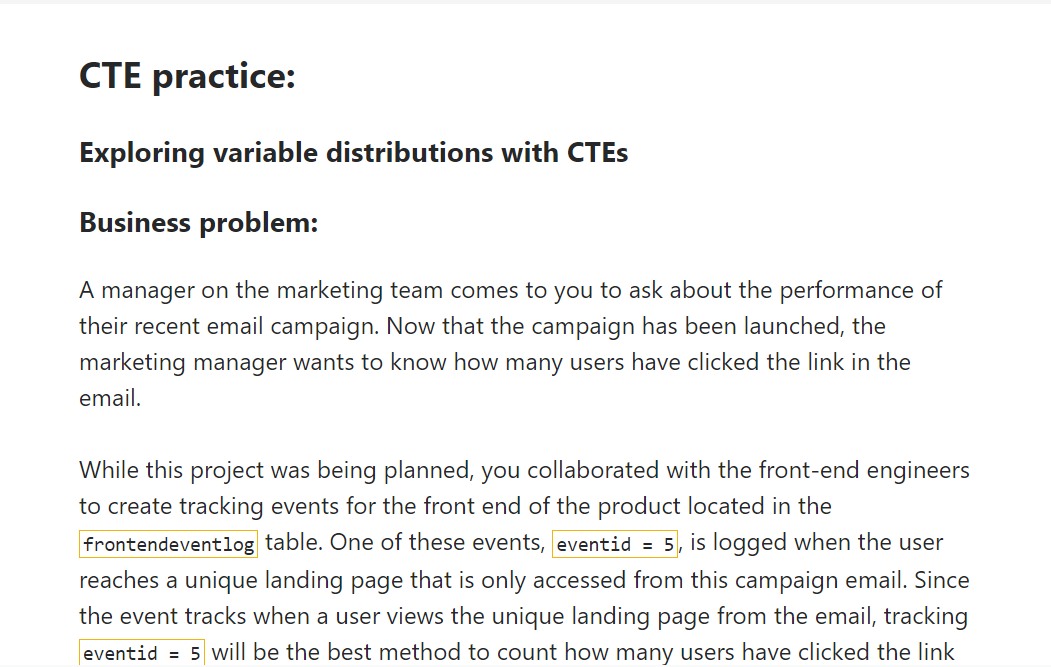 CTE practice:
Exploring variable distributions with CTEs
Business problem:
A manager on the marketing team comes to you to ask about the performance of
their recent email campaign. Now that the campaign has been launched, the
marketing manager wants to know how many users have clicked the link in the
email.
While this project was being planned, you collaborated with the front-end engineers
to create tracking events for the front end of the product located in the
frontendeventlog table. One of these events, eventid = 5, is logged when the user
reaches a unique landing page that is only accessed from this campaign email. Since
the event tracks when a user views the unique landing page from the email, tracking
eventid = 5 will be the best method to count how many users have clicked the link